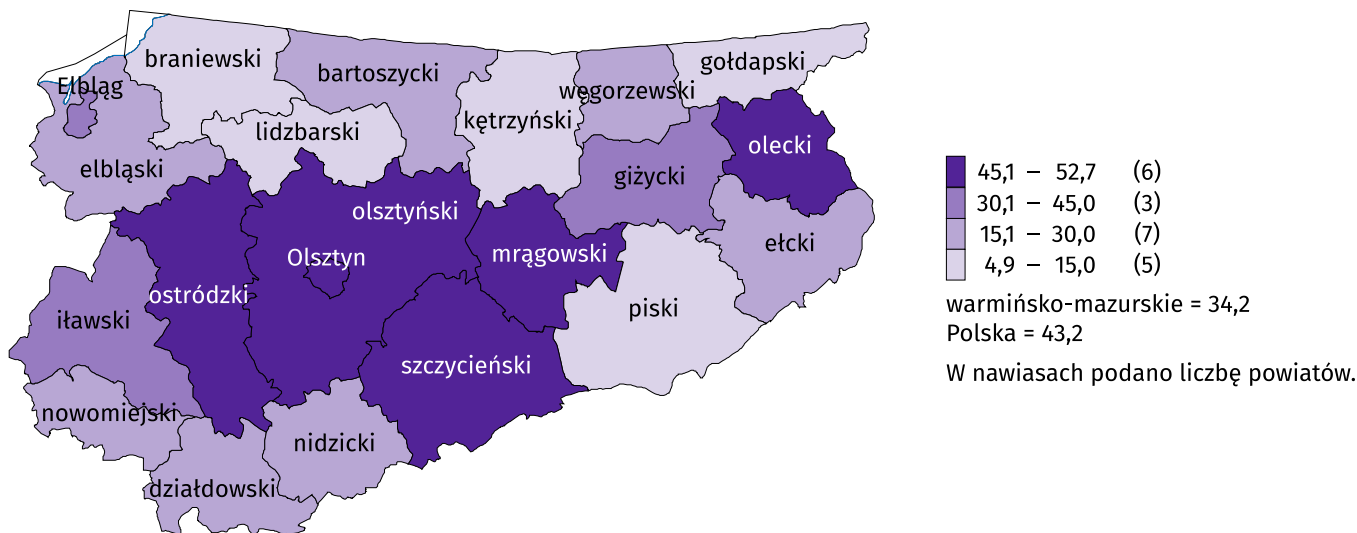 braniewski
bartoszycki
gołdapski
Elbląg
węgorzewski
kętrzyński
lidzbarski
olecki
elbląski
giżycki
olsztyński
ełcki
mrągowski
Olsztyn
ostródzki
piski
iławski
szczycieński
nowomiejski
nidzicki
działdowski
45,1 – 52,7 (6)
30,1 – 45,0 (3)
15,1 – 30,0 (7)
4,9 – 15,0 (5)
warmińsko-mazurskie = 34,2
Polska = 43,2
W nawiasach podano liczbę powiatów.